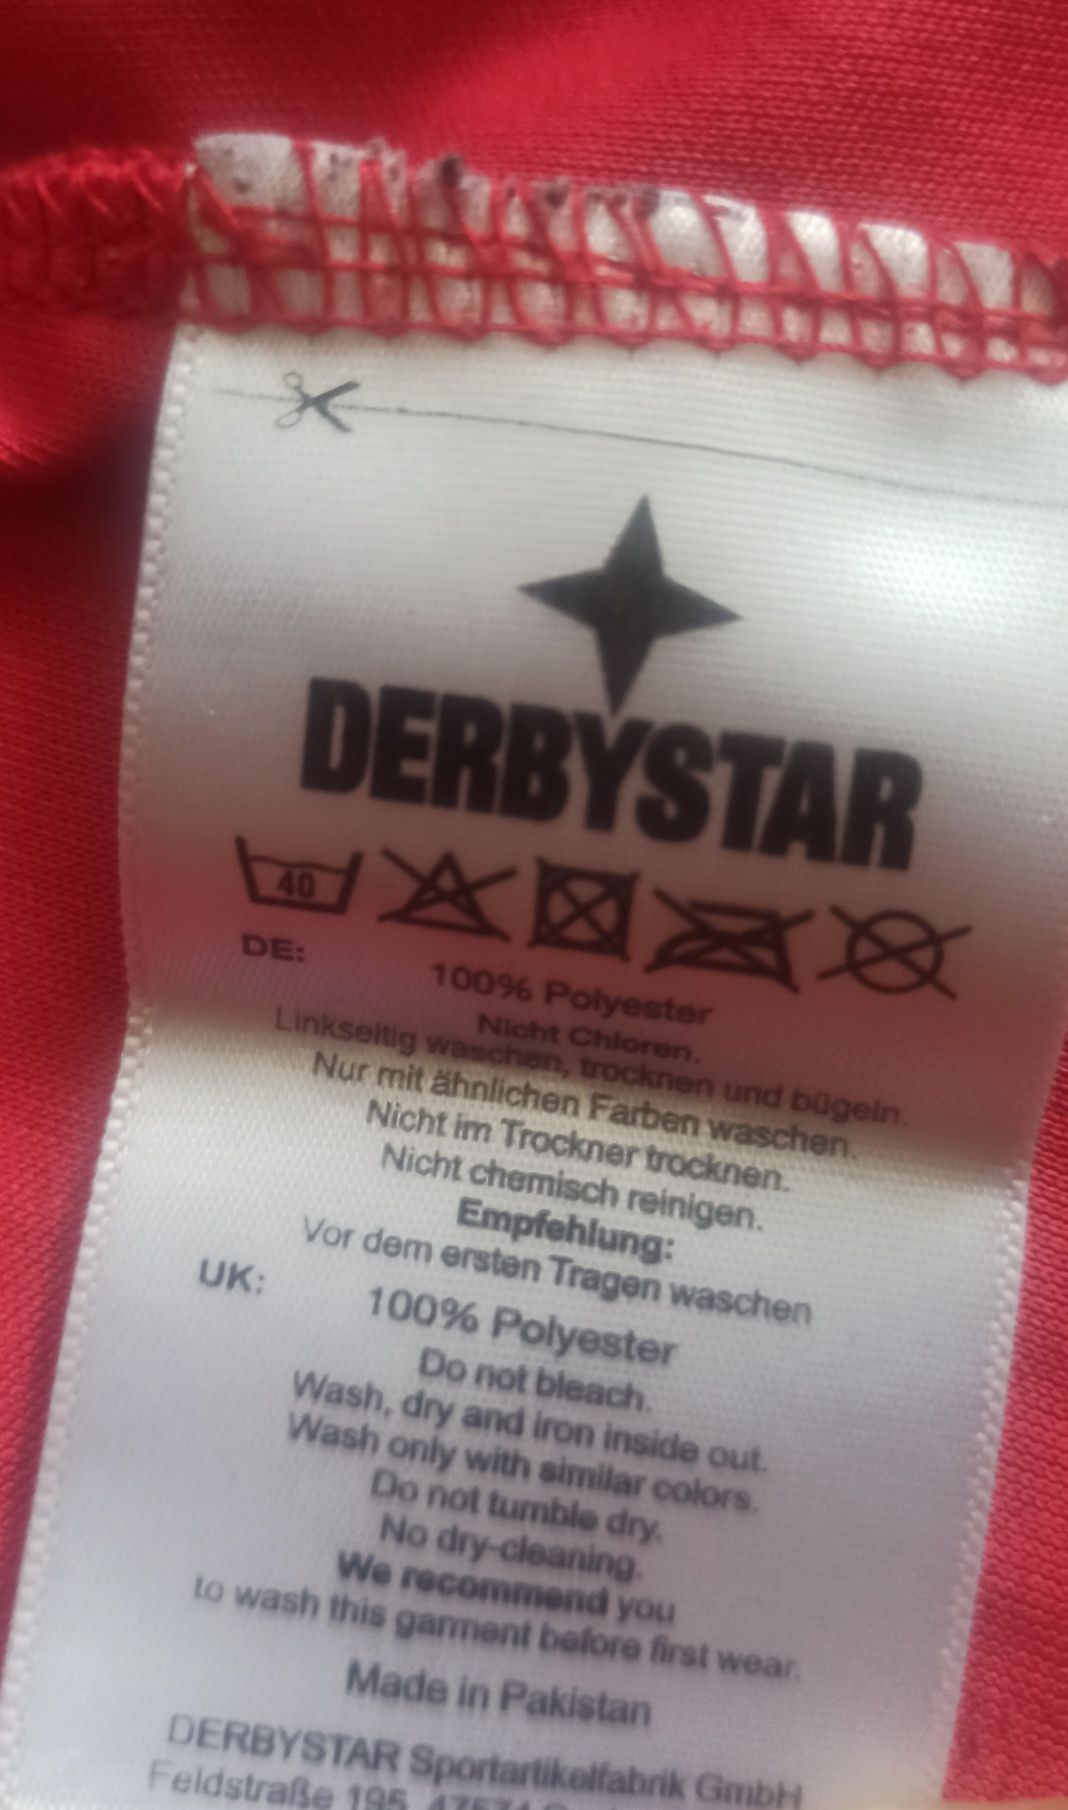 DERBYSTAR
40
DE:
100% Polyester
Nicht Chloren.
Linkseitig waschen, trocknen und bügeln.
Nur mit ähnlichen Farben waschen.
Nicht im Trockner trocknen.
Nicht chemisch reinigen.
Empfehlung:
Vor dem ersten Tragen waschen
UK:
100% Polyester
Do not bleach.
Wash, dry and iron inside out.
Wash only with similar colors.
Do not tumble dry.
No dry-cleaning.
We recommend you
to wash this garment before first wear.
Made in Pakistan
DERBYSTAR Sportartikelfabrik GmbH
Feldstraße 195, 47574